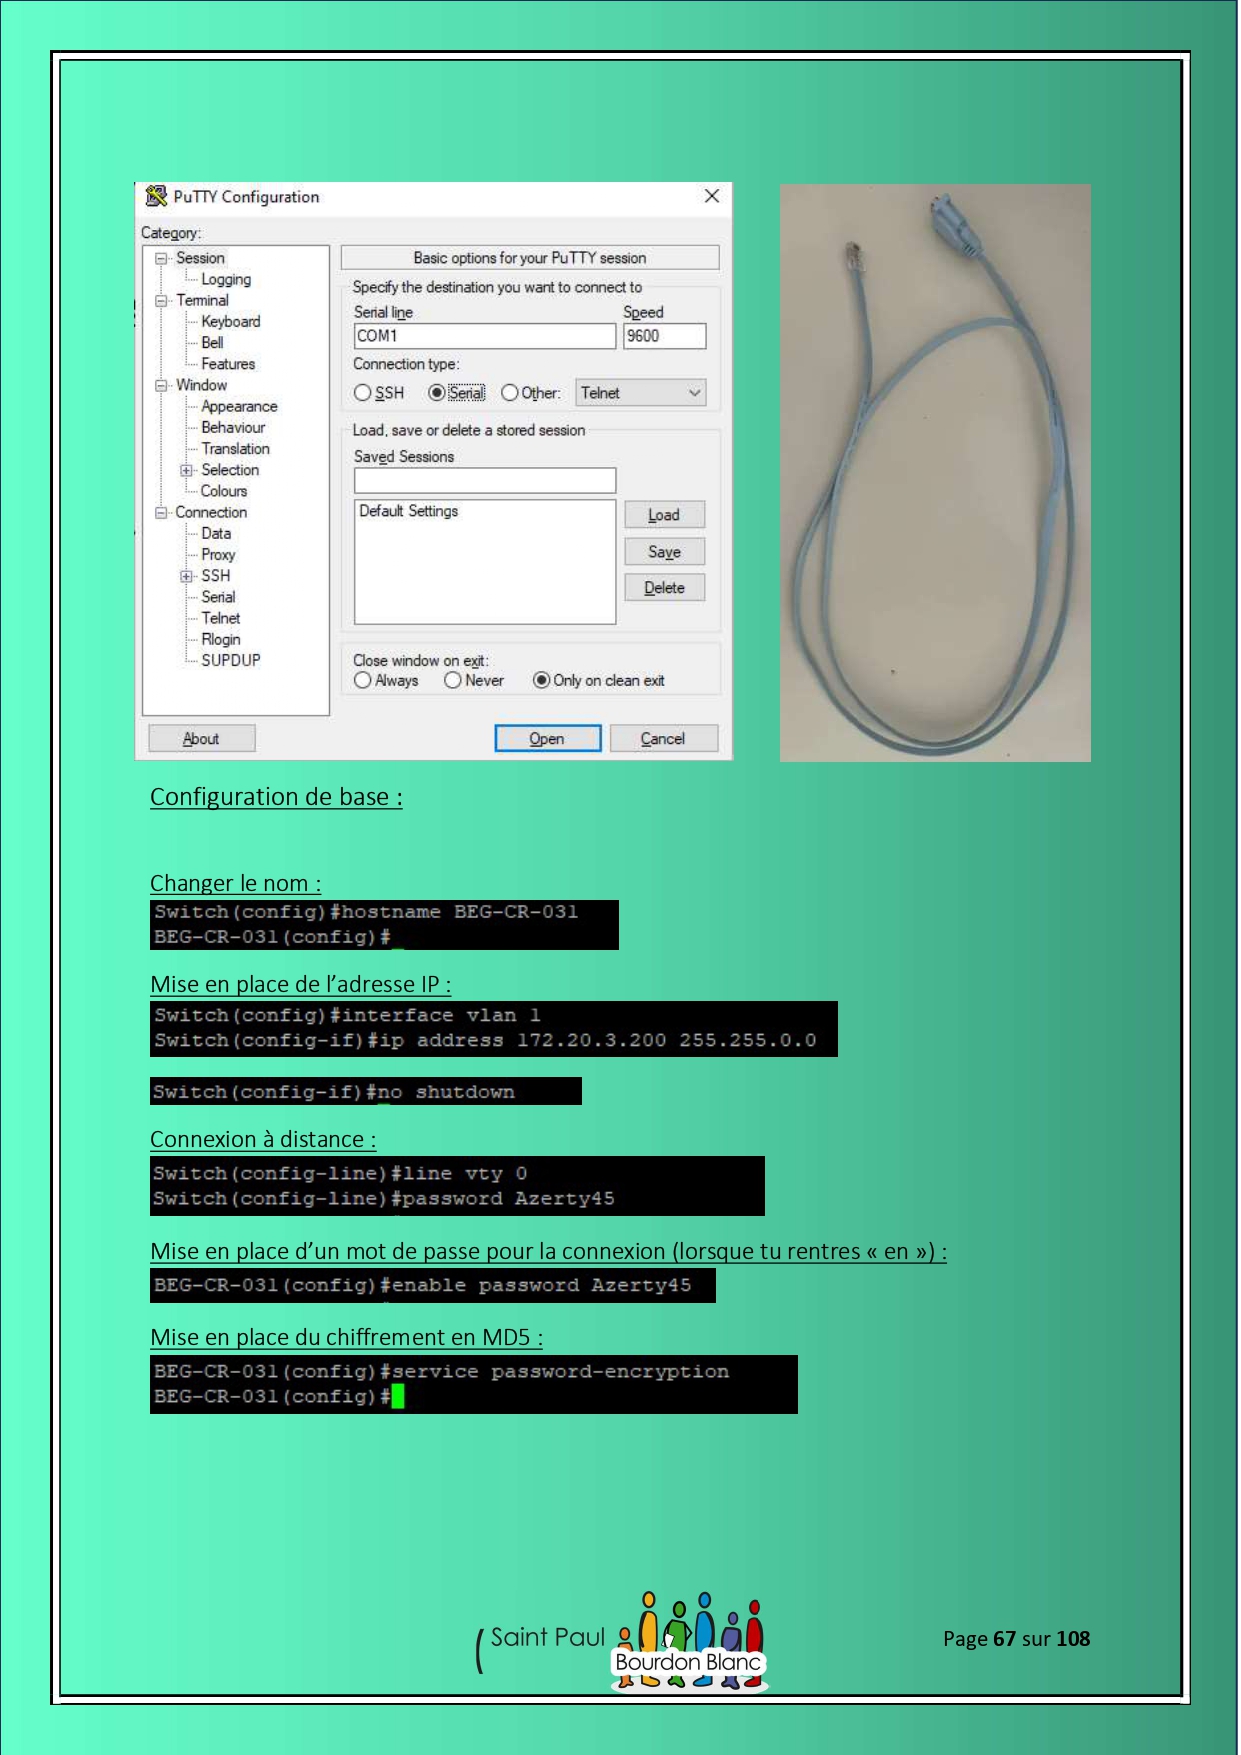 PuTTY Configuration
Category:
Session
Logging
Terminal
Keyboard
Bell
Features
Window
Appearance
Behaviour
Translation
Selection
Colours
Connection
Data
Proxy
SSH
Serial
Telnet
Rlogin
SUPDUP
Basic options for your PuTTY session
Specify the destination you want to connect to
Serial line Speed
COM1 9600
Connection type:
SSH Serial Other: Telnet
Load, save or delete a stored session
Saved Sessions
Default Settings
Load
Save
Delete
Close window on exit:
Always Never Only on clean exit
About Open Cancel
Configuration de base :
Changer le nom :
Switch(config)#hostname BEG-CR-031
BEG-CR-031(config)#
Mise en place de l’adresse IP :
Switch(config)#interface vlan 1
Switch(config-if)#ip address 172.20.3.200 255.255.0.0
Switch(config-if)#no shutdown
Connexion à distance :
Switch(config-line)#line vty 0
Switch(config-line)#password Azerty45
Mise en place d’un mot de passe pour la connexion (lorsque tu rentres « en ») :
BEG-CR-031(config)#enable password Azerty45
Mise en place du chiffrement en MD5 :
BEG-CR-031(config)#service password-encryption
BEG-CR-031(config)#
Saint Paul
Bourdon Blanc
Page 67 sur 108